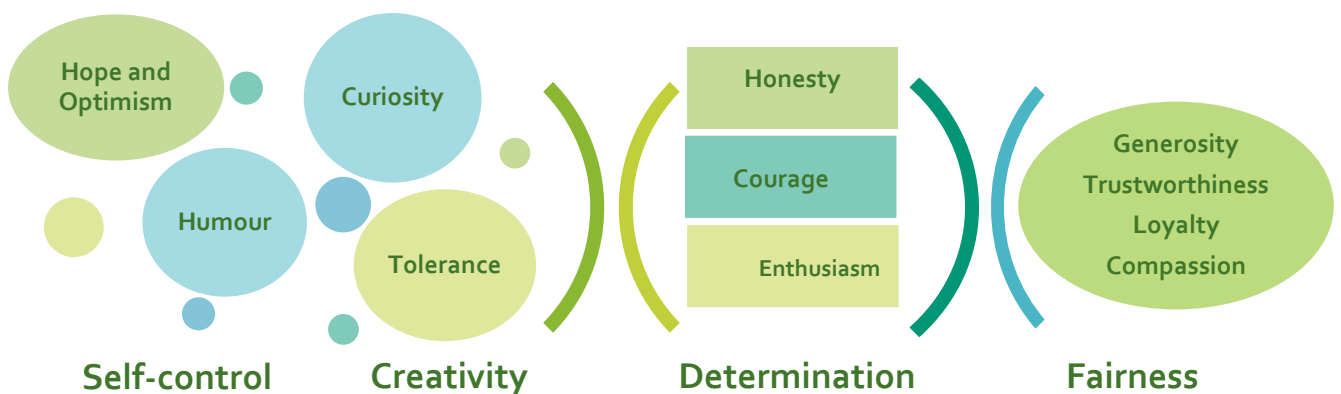 Hope and
Optimism
Curiosity
Humour
Tolerance
Honesty
Courage
Enthusiasm
Generosity
Trustworthiness
Loyalty
Compassion
Self-control
Creativity
Determination
Fairness